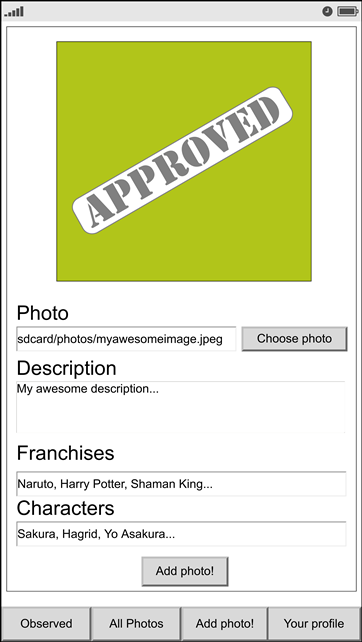 APPROVED
Photo
sdcard/photos/myawesomeimage.jpeg
Choose photo
Description
My awesome description...
Franchises
Naruto, Harry Potter, Shaman King...
Characters
Sakura, Hagrid, Yo Asakura...
Add photo!
Observed
All Photos
Add photo!
Your profile